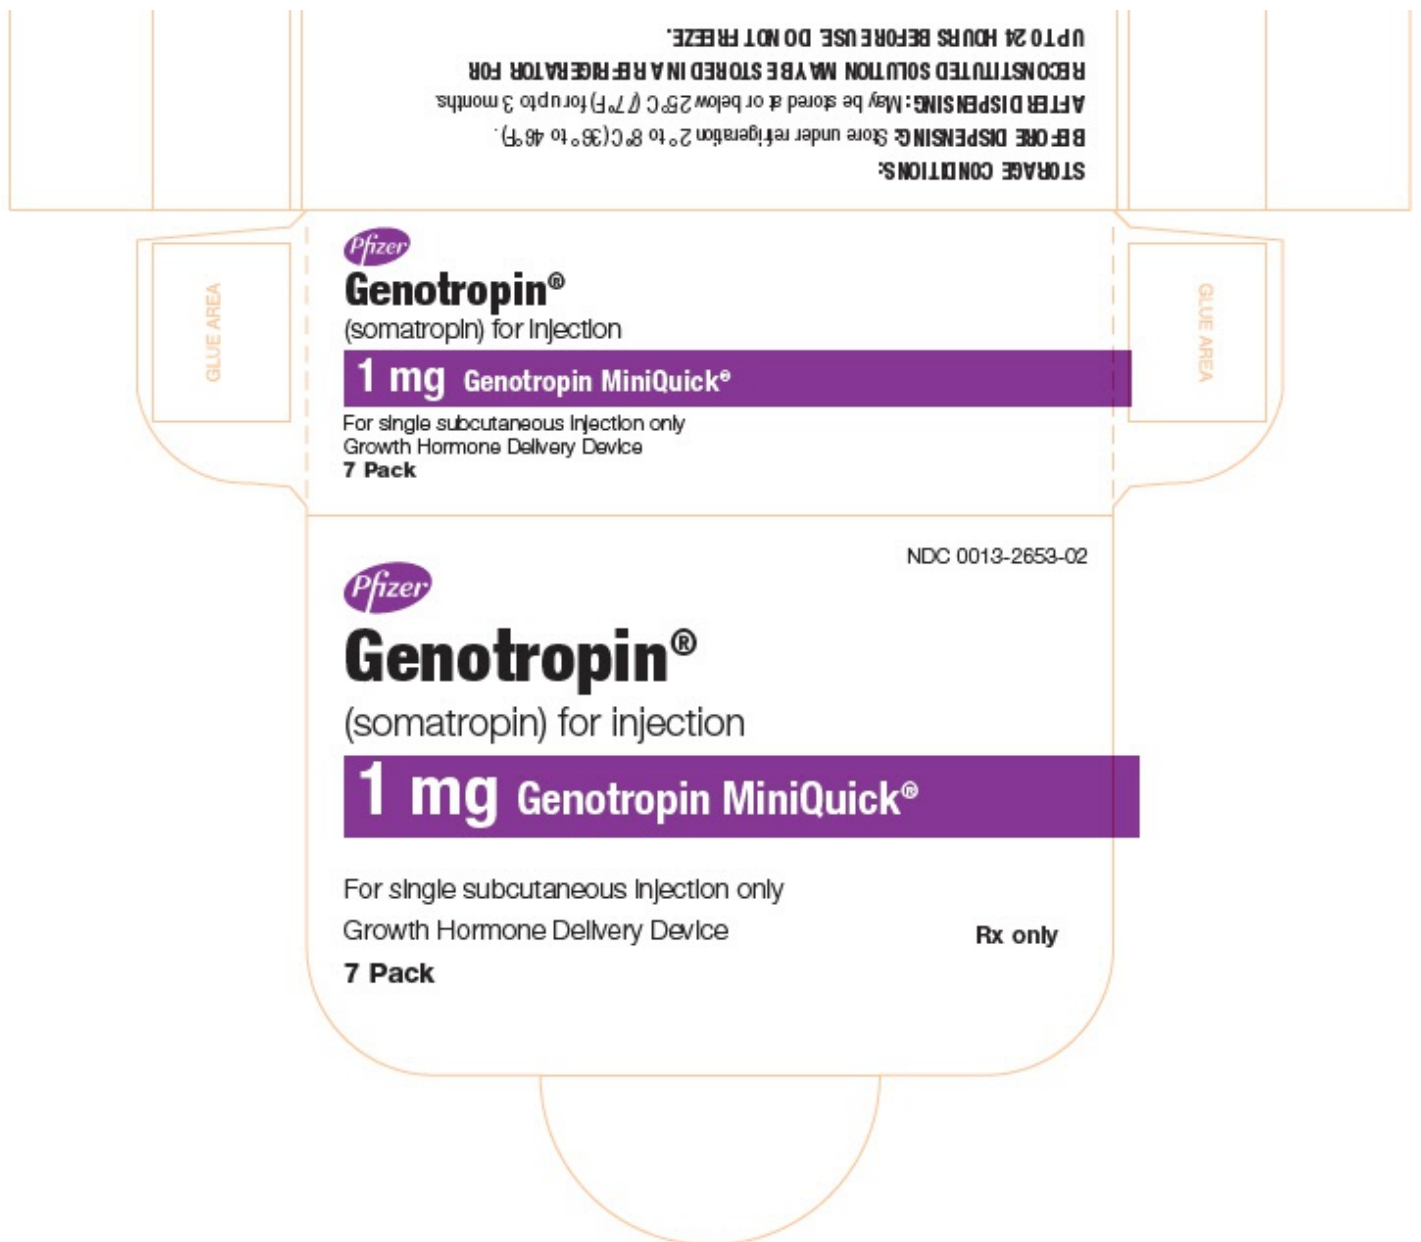 STORAGE CONDITIONS:
BEFORE DISPENSING: Store under refrigeration 2° to 8°C (36° to 46°F).
AFTER DISPENSING: May be stored at or below 25°C (77°F) for up to 3 months.
RECONSTITUTED SOLUTION MAY BE STORED IN A REFRIGERATOR FOR
UP TO 24 HOURS BEFORE USE. DO NOT FREEZE.
Pfizer
Genotropin®
(somatropin) for injection
1 mg Genotropin MiniQuick®
For single subcutaneous injection only
Growth Hormone Delivery Device
7 Pack
GLUE AREA
GLUE AREA
NDC 0013-2653-02
Pfizer
Genotropin®
(somatropin) for injection
1 mg Genotropin MiniQuick®
For single subcutaneous injection only
Growth Hormone Delivery Device
Rx only
7 Pack